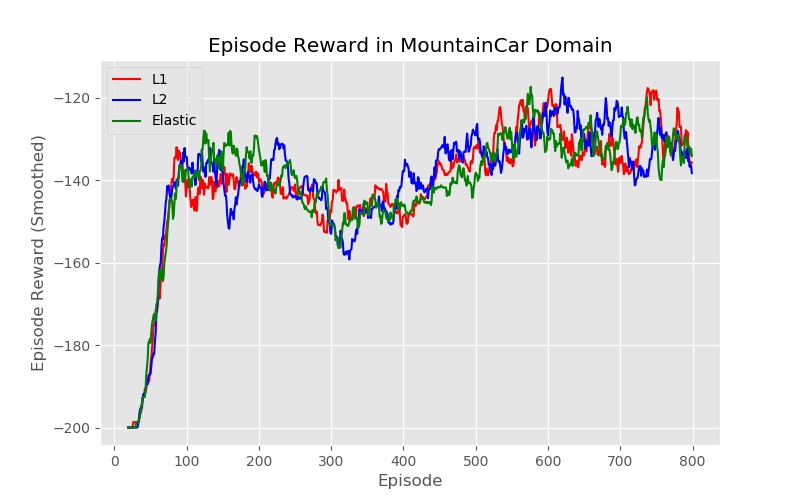 Episode Reward in MountainCar Domain
L1
L2
Elastic
Episode Reward (Smoothed)
−120
−140
−160
−180
−200
0 100 200 300 400 500 600 700 800
Episode